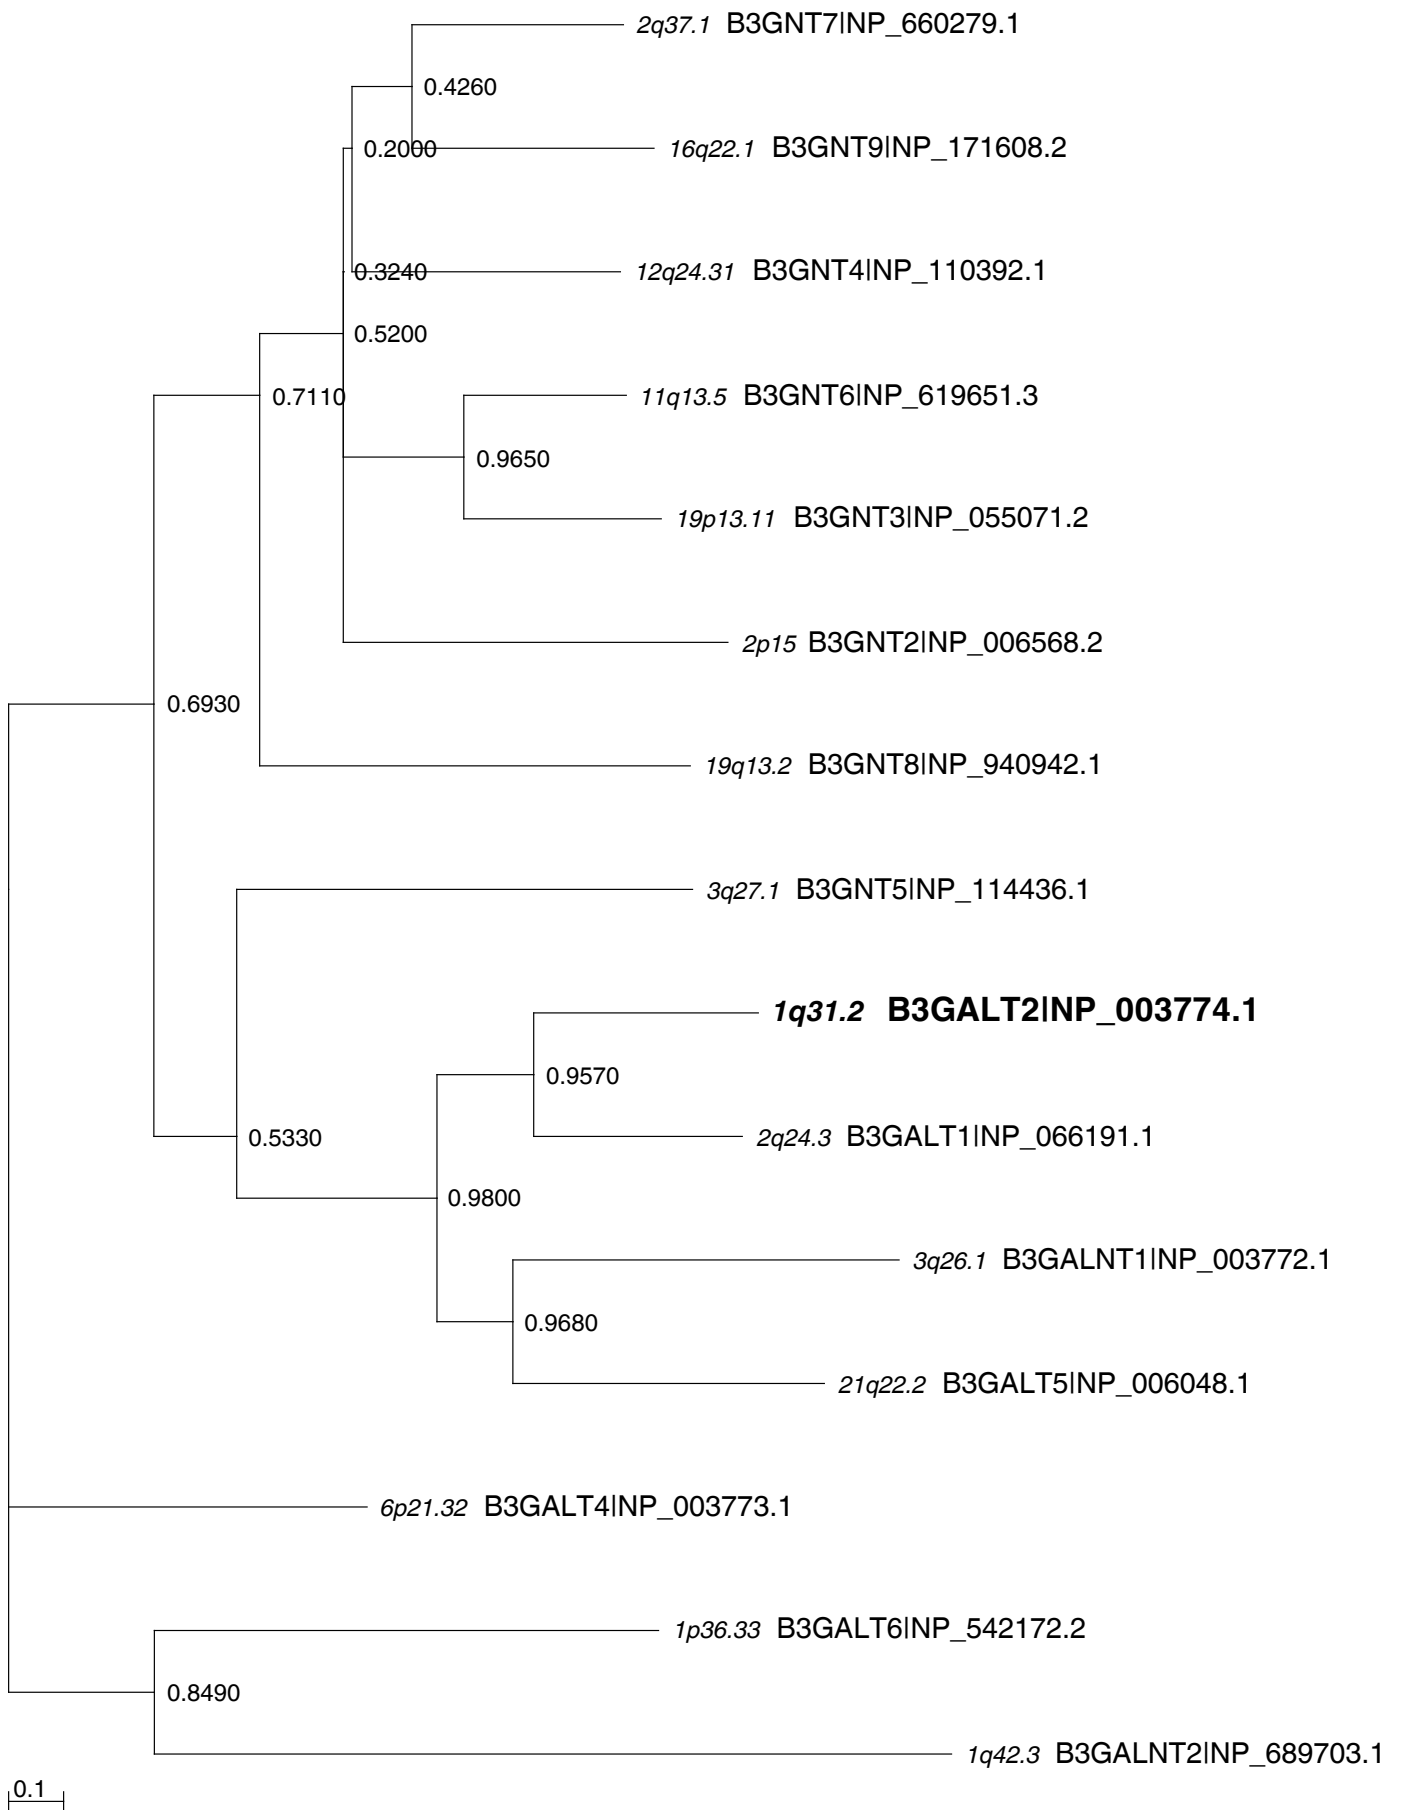 2q37.1 B3GNT7|NP_660279.1
0.4260
0.2000
16q22.1 B3GNT9|NP_171608.2
0.3240
12q24.31 B3GNT4|NP_110392.1
0.5200
0.7110
11q13.5 B3GNT6|NP_619651.3
0.9650
19p13.11 B3GNT3|NP_055071.2
2p15 B3GNT2|NP_006568.2
0.6930
19q13.2 B3GNT8|NP_940942.1
3q27.1 B3GNT5|NP_114436.1
1q31.2 B3GALT2|NP_003774.1
0.9570
0.5330
2q24.3 B3GALT1|NP_066191.1
0.9800
3q26.1 B3GALNT1|NP_003772.1
0.9680
21q22.2 B3GALT5|NP_006048.1
6p21.32 B3GALT4|NP_003773.1
1p36.33 B3GALT6|NP_542172.2
0.8490
1q42.3 B3GALNT2|NP_689703.1
0.1